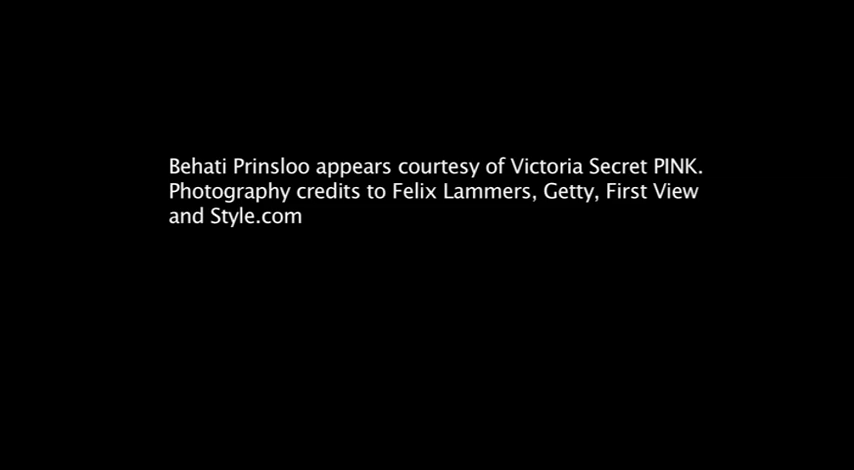 Behati Prinsloo appears courtesy of Victoria Secret PINK.
Photography credits to Felix Lammers, Getty, First View
and Style.com